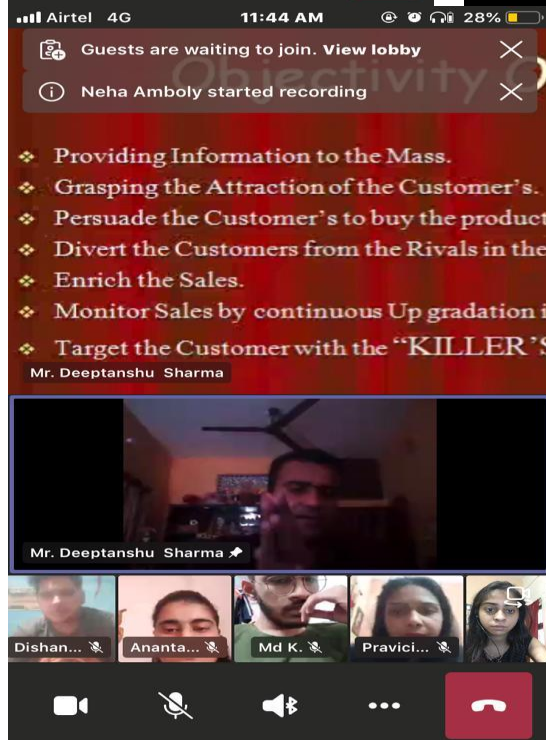 Airtel 4G 11:44 AM 28%
Guests are waiting to join. View lobby
Objectivity
Neha Amboly started recording
Providing Information to the Mass.
Grasping the Attraction of the Customer's.
Persuade the Customer's to buy the product
Divert the Customers from the Rivals in the
Enrich the Sales.
Monitor Sales by continuous Up gradation i
Target the Customer with the "KILLER'S
Mr. Deeptanshu Sharma
Mr. Deeptanshu Sharma
Dishan... Ananta... Md K. Pravici...